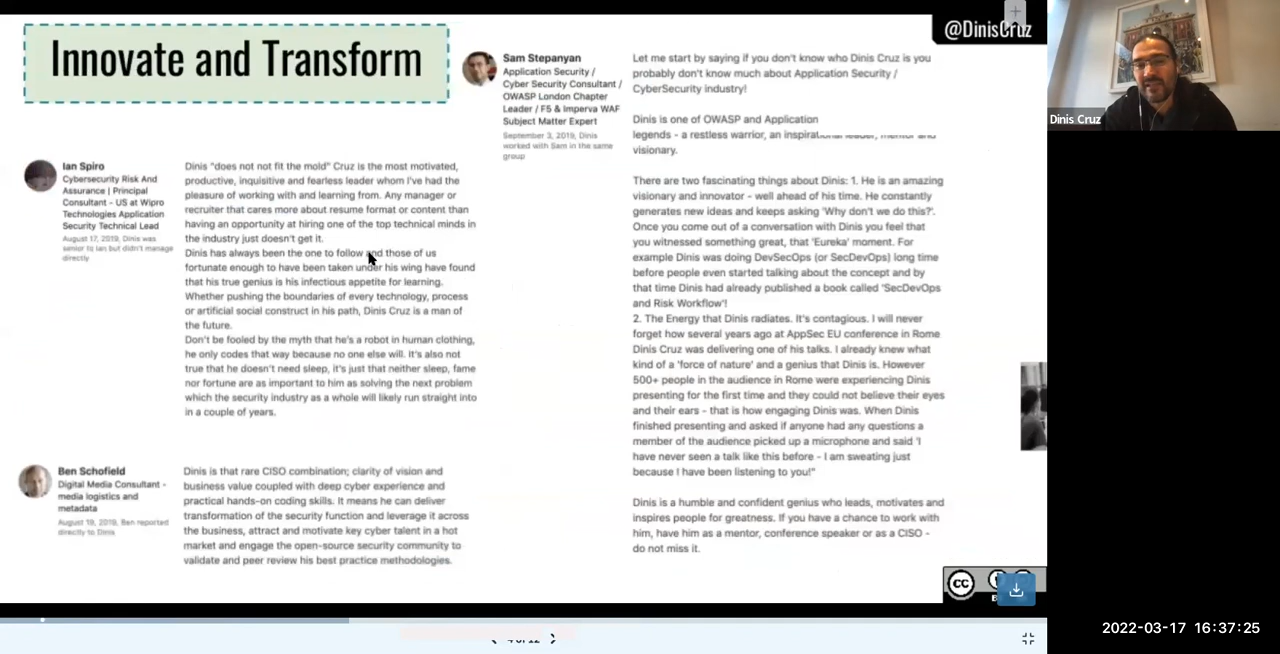 Innovate and Transform
@DinisCruz
Sam Stepanyan
Application Security /
Cyber Security Consultant /
OWASP London Chapter
Leader / F5 & Imperva WAF
Subject Matter Expert
September 3, 2019, Dinis
worked with Sam in the same
group
Let me start by saying if you don't know who Dinis Cruz is you
probably don't know much about Application Security /
CyberSecurity industry!
Dinis is one of OWASP and Application
legends - a restless warrior, an inspirational leader, mentor and
visionary.
There are two fascinating things about Dinis: 1. He is an amazing
visionary and innovator - well ahead of his time. He constantly
generates new ideas and keeps asking 'Why don't we do this?'.
Once you come out of a conversation with Dinis you feel that
you witnessed something great, that 'Eureka' moment. For
example Dinis was doing DevSecOps (or SecDevOps) long time
before people even started talking about the concept and by
that time Dinis had already published a book called 'SecDevOps
and Risk Workflow'!
2. The Energy that Dinis radiates. It's contagious. I will never
forget how several years ago at AppSec EU conference in Rome
Dinis Cruz was delivering one of his talks. I already knew what
kind of a 'force of nature' and a genius that Dinis is. However
500+ people in the audience in Rome were experiencing Dinis
presenting for the first time and they could not believe their eyes
and their ears - that is how engaging Dinis was. When Dinis
finished presenting and asked if anyone had any questions a
member of the audience picked up a microphone and said 'I
have never seen a talk like this before - I am sweating just
because I have been listening to you!"
Dinis is a humble and confident genius who leads, motivates and
inspires people for greatness. If you have a chance to work with
him, have him as a mentor, conference speaker or as a CISO -
do not miss it.
Ian Spiro
Cybersecurity Risk And
Assurance | Principal
Consultant - US at Wipro
Technologies Application
Security Technical Lead
August 17, 2019, Dinis was
senior to Ian but didn't manage
directly
Dinis "does not not fit the mold" Cruz is the most motivated,
productive, inquisitive and fearless leader whom I've had the
pleasure of working with and learning from. Any manager or
recruiter that cares more about resume format or content than
having an opportunity at hiring one of the top technical minds in
the industry just doesn't get it.
Dinis has always been the one to follow and those of us
fortunate enough to have been taken under his wing have found
that his true genius is his infectious appetite for learning.
Whether pushing the boundaries of every technology, process
or artificial social construct in his path, Dinis Cruz is a man of
the future.
Don't be fooled by the myth that he's a robot in human clothing,
he only codes that way because no one else will. It's also not
true that he doesn't need sleep, it's just that neither sleep, fame
nor fortune are as important to him as solving the next problem
which the security industry as a whole will likely run straight into
in a couple of years.
Ben Schofield
Digital Media Consultant -
media logistics and
metadata
August 19, 2019, Ben reported
directly to Dinis
Dinis is that rare CISO combination; clarity of vision and
business value coupled with deep cyber experience and
practical hands-on coding skills. It means he can deliver
transformation of the security function and leverage it across
the business, attract and motivate key cyber talent in a hot
market and engage the open-source security community to
validate and peer review his best practice methodologies.
cc
Dinis Cruz
2022-03-17 16:37:25